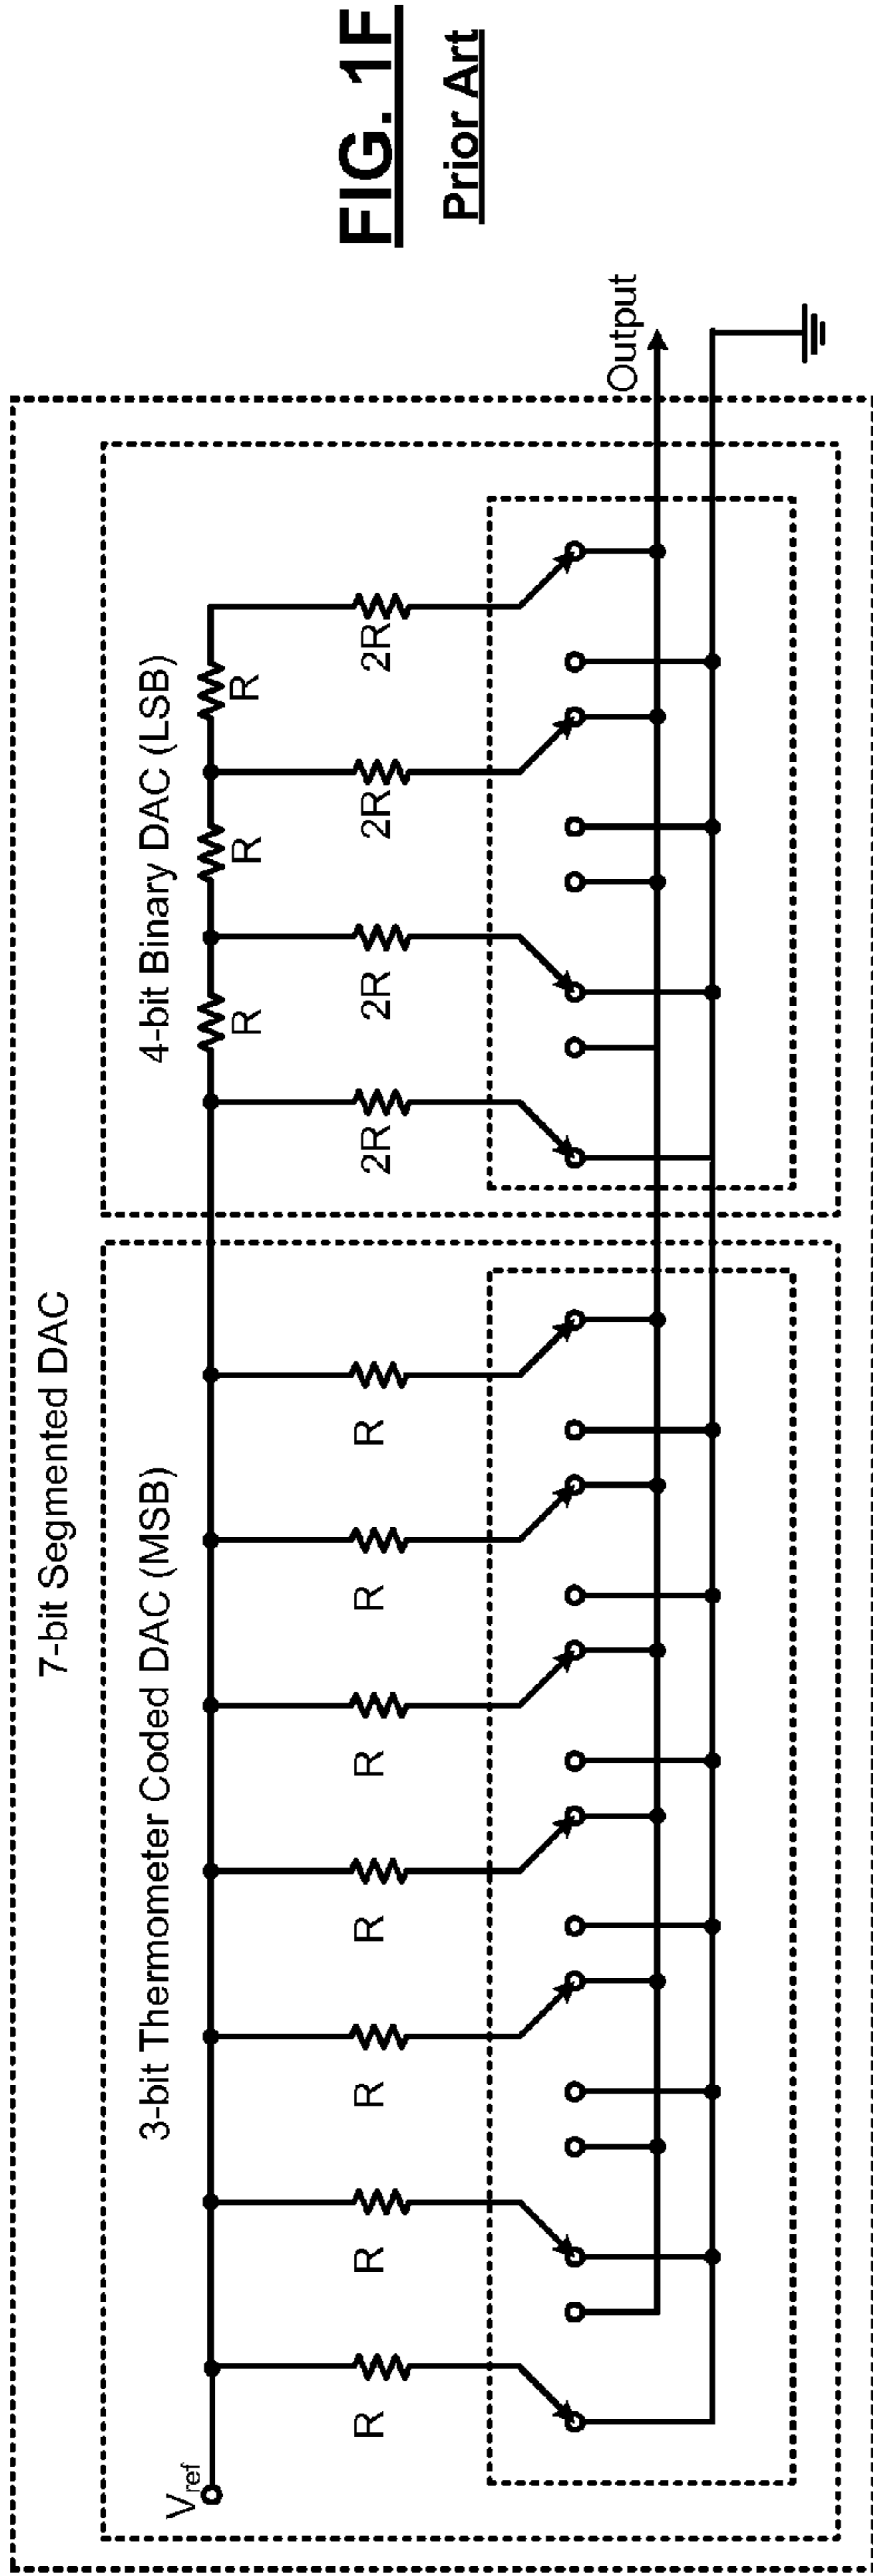 7-bit Segmented DAC
3-bit Thermometer Coded DAC (MSB)
4-bit Binary DAC (LSB)
Vref
R
R
R
R
R
R
R
R
R
R
2R
2R
2R
2R
Output
FIG. 1F
Prior Art